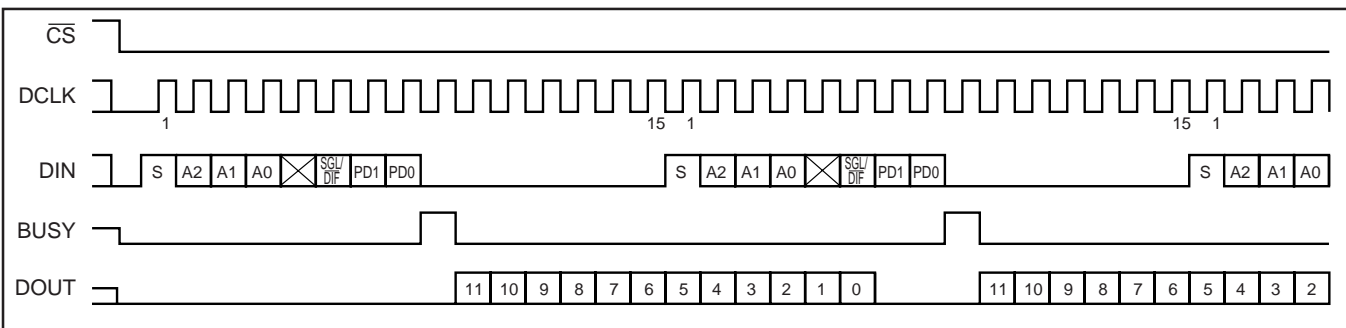 CS
DCLK
1 15 1 15 1
DIN S A2 A1 A0 SGL/DIF PD1 PD0 S A2 A1 A0 SGL/DIF PD1 PD0 S A2 A1 A0
BUSY
DOUT 11 10 9 8 7 6 5 4 3 2 1 0 11 10 9 8 7 6 5 4 3 2